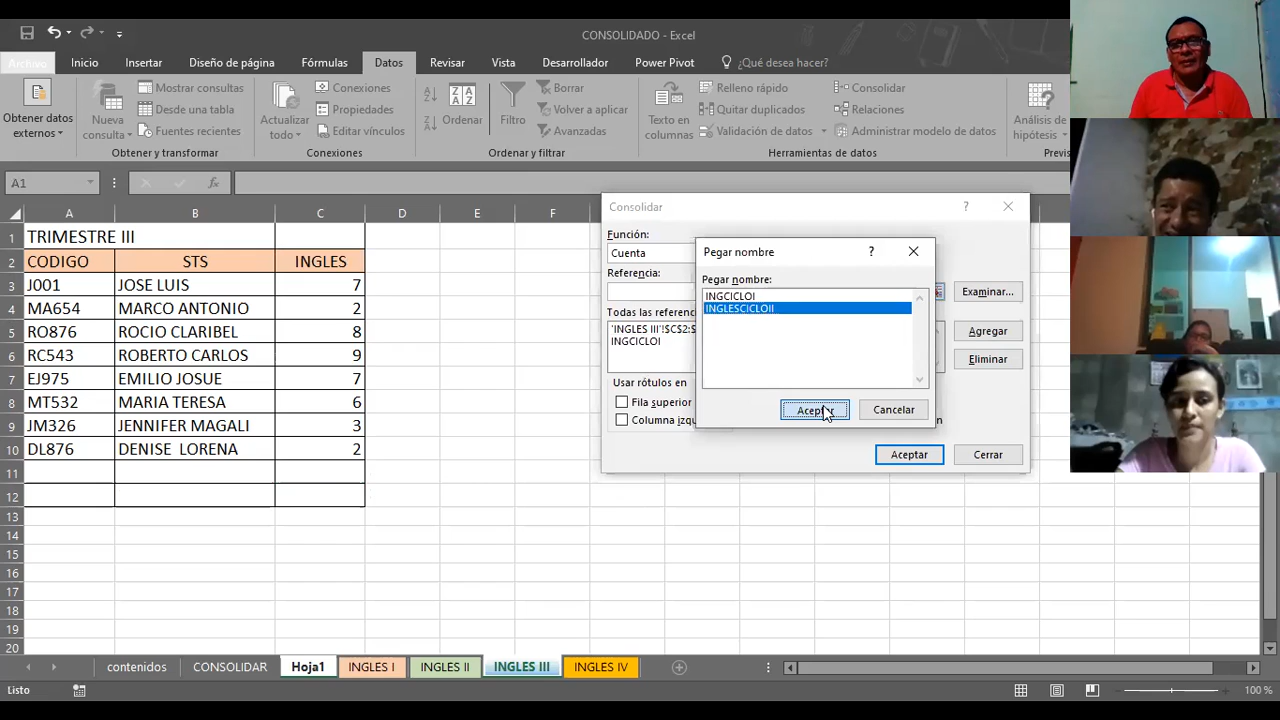 CONSOLIDADO - Excel
Archivo Inicio Insertar Diseño de página Fórmulas Datos Revisar Vista Desarrollador Power Pivot ¿Qué desea hacer?
Obtener datos externos
Nueva consulta
Mostrar consultas
Desde una tabla
Fuentes recientes
Obtener y transformar
Actualizar todo
Conexiones
Propiedades
Editar vínculos
Conexiones
Ordenar
Filtro
Borrar
Volver a aplicar
Avanzadas
Ordenar y filtrar
Texto en columnas
Relleno rápido
Quitar duplicados
Validación de datos
Consolidar
Relaciones
Administrar modelo de datos
Herramientas de datos
Análisis de hipótesis
Previs
A1
fx
A B C D E F
1 TRIMESTRE III
2 CODIGO STS INGLES
3 J001 JOSE LUIS 7
4 MA654 MARCO ANTONIO 2
5 RO876 ROCIO CLARIBEL 8
6 RC543 ROBERTO CARLOS 9
7 EJ975 EMILIO JOSUE 7
8 MT532 MARIA TERESA 6
9 JM326 JENNIFER MAGALI 3
10 DL876 DENISE LORENA 2
11
12
13
14
15
16
17
18
19
20
Consolidar
?
Función:
Cuenta
Referencia:
Examinar...
Todas las referenc
'INGLES III'!$C$2:$
INGCICLOI
Agregar
Eliminar
Usar rótulos en
Fila superior
Columna izqu
n
Aceptar Cerrar
Pegar nombre
?
Pegar nombre:
INGCICLOI
INGLESCICLOII
Aceptar Cancelar
contenidos CONSOLIDAR Hoja1 INGLES I INGLES II INGLES III INGLES IV
Listo
100 %